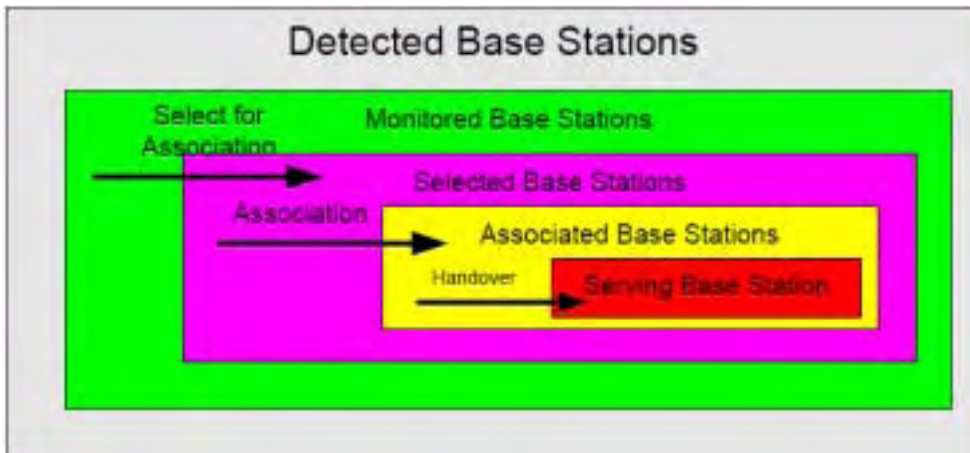 Detected Base Stations
Select for
Association
Monitored Base Stations
Selected Base Stations
Association
Associated Base Stations
Handover
Serving Base Station